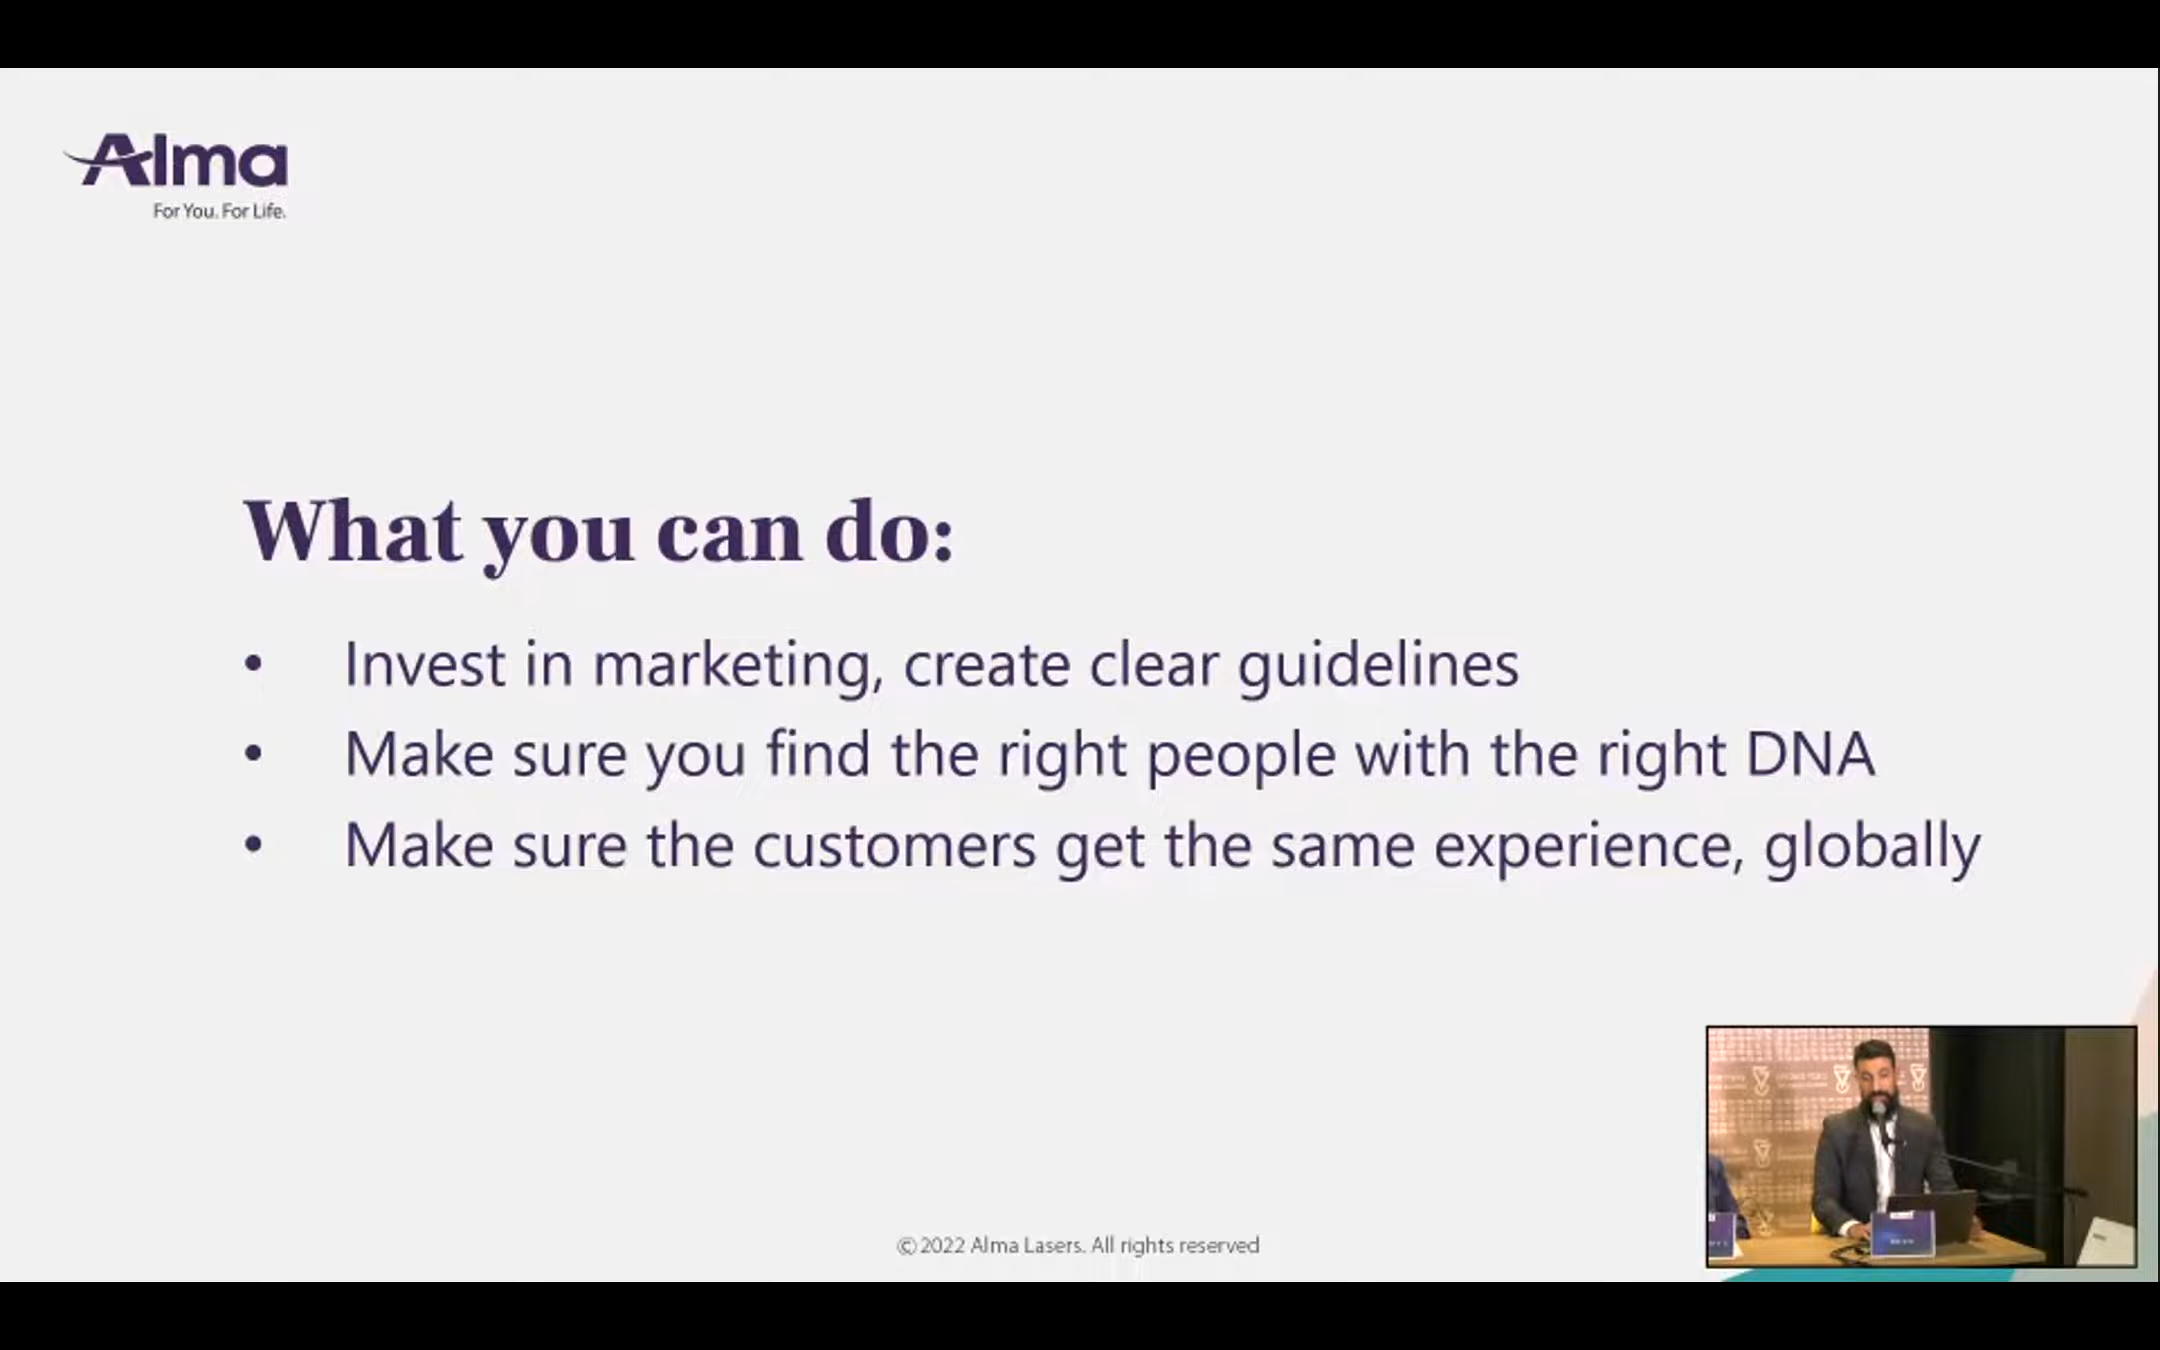 Alma
For You. For Life.
What you can do:
• Invest in marketing, create clear guidelines
• Make sure you find the right people with the right DNA
• Make sure the customers get the same experience, globally
©2022 Alma Lasers. All rights reserved